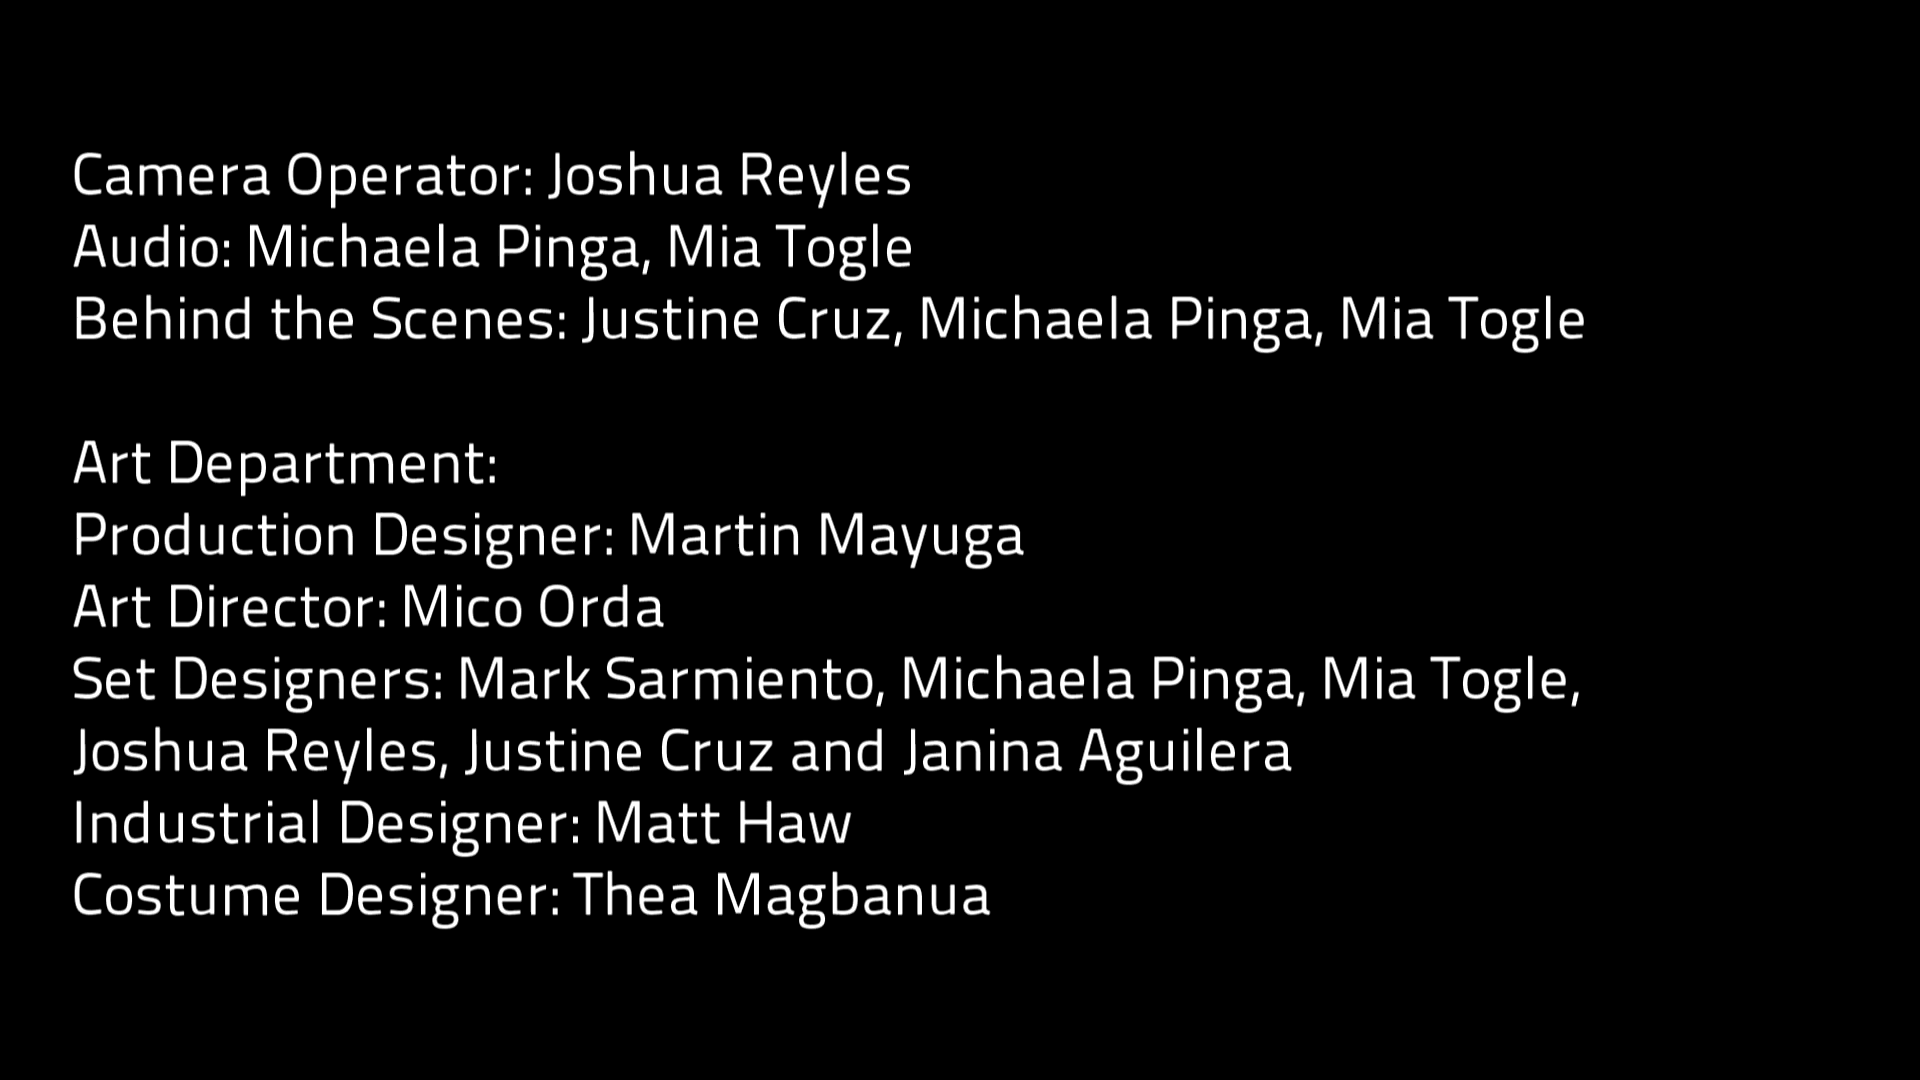 Camera Operator: Joshua Reyles
Audio: Michaela Pinga, Mia Togle
Behind the Scenes: Justine Cruz, Michaela Pinga, Mia Togle
Art Department:
Production Designer: Martin Mayuga
Art Director: Mico Orda
Set Designers: Mark Sarmiento, Michaela Pinga, Mia Togle,
Joshua Reyles, Justine Cruz and Janina Aguilera
Industrial Designer: Matt Haw
Costume Designer: Thea Magbanua